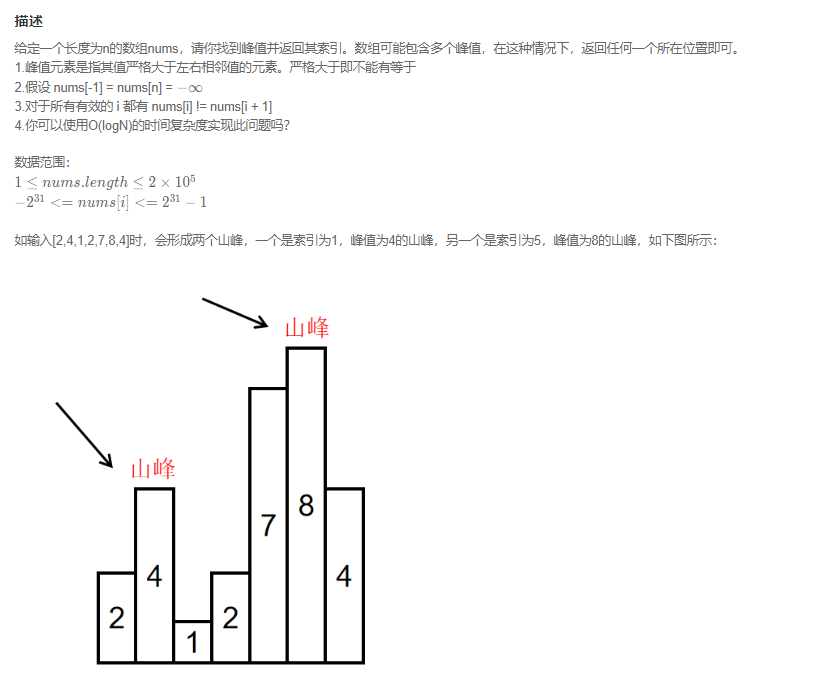 描述
给定一个长度为n的数组nums，请你找到峰值并返回其索引。数组可能包含多个峰值，在这种情况下，返回任何一个所在位置即可。
1.峰值元素是指其值严格大于左右相邻值的元素。严格大于即不能有等于
2.假设 nums[-1] = nums[n] = −∞
3.对于所有有效的 i 都有 nums[i] != nums[i + 1]
4.你可以使用O(logN)的时间复杂度实现此问题吗？
数据范围：
1 ≤ nums.length ≤ 2 × 10⁵
−2³¹ <= nums[i] <= 2³¹ − 1
如输入[2,4,1,2,7,8,4]时，会形成两个山峰，一个是索引为1，峰值为4的山峰，另一个是索引为5，峰值为8的山峰，如下图所示：
山峰
山峰
2
4
1
2
7
8
4